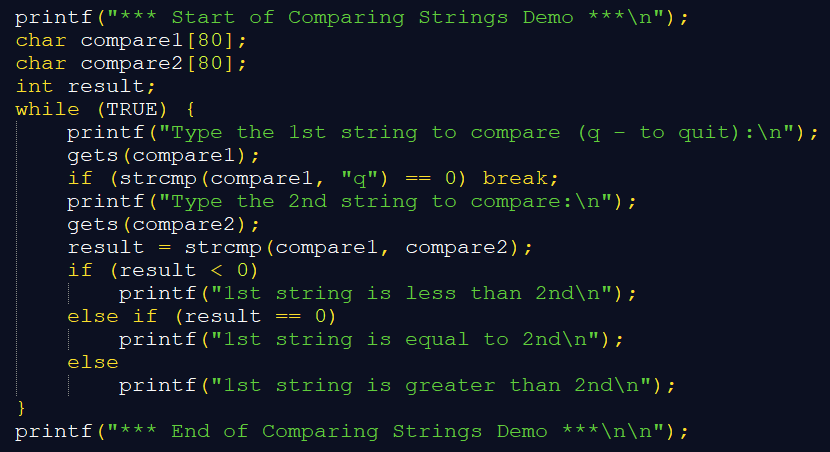 printf("*** Start of Comparing Strings Demo ***\n");
char compare1[80];
char compare2[80];
int result;
while (TRUE) {
    printf("Type the 1st string to compare (q - to quit):\n");
    gets(compare1);
    if (strcmp(compare1, "q") == 0) break;
    printf("Type the 2nd string to compare:\n");
    gets(compare2);
    result = strcmp(compare1, compare2);
    if (result < 0)
        printf("1st string is less than 2nd\n");
    else if (result == 0)
        printf("1st string is equal to 2nd\n");
    else
        printf("1st string is greater than 2nd\n");
}
printf("*** End of Comparing Strings Demo ***\n\n");